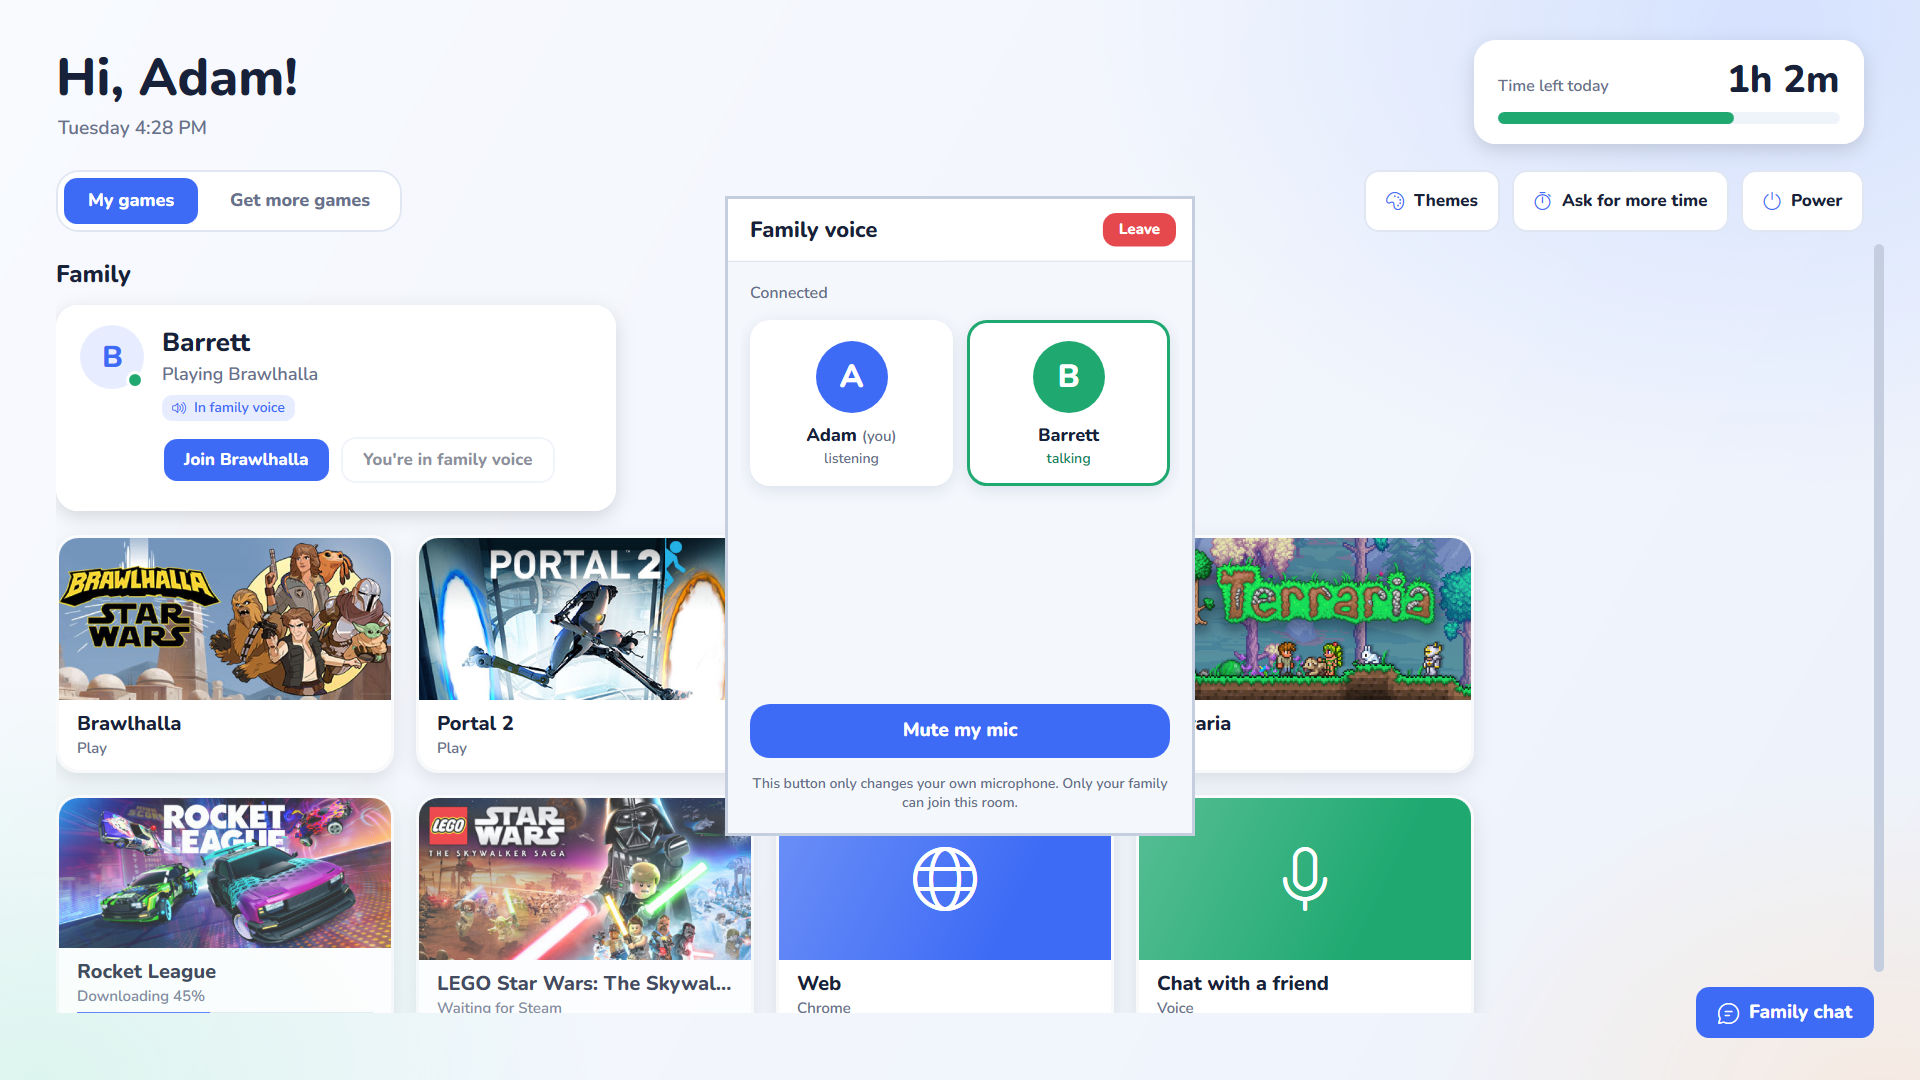 Hi, Adam!
Tuesday 4:28 PM
Time left today
1h 2m
My games
Get more games
Themes
Ask for more time
Power
Family
B
Barrett
Playing Brawlhalla
In family voice
Join Brawlhalla
You're in family voice
Family voice
Leave
Connected
A
Adam (you)
listening
B
Barrett
talking
Mute my mic
This button only changes your own microphone. Only your family
can join this room.
BRAWLHALLA
STAR
WARS
Brawlhalla
Play
PORTAL 2
Portal 2
Play
Terraria
raria
ROCKET
LEAGUE
Rocket League
Downloading 45%
LEGO
STAR
WARS
THE SKYWALKER SAGA
LEGO Star Wars: The Skywal...
Waiting for Steam
Web
Chrome
Chat with a friend
Voice
Family chat